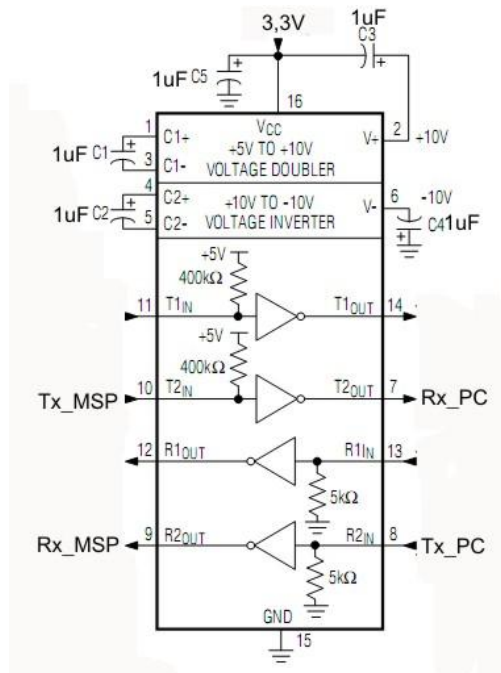 3,3V
1uF
C3
+
1uF C5 +
16
1 C1+ VCC V+ 2 +10V
+5V TO +10V
1uF C1 +
3 C1- VOLTAGE DOUBLER
4 C2+ +10V TO -10V V- 6 -10V
1uF C2 +
5 C2- VOLTAGE INVERTER
C4 1uF
+
+5V
400kΩ
11 T1IN T1OUT 14
+5V
400kΩ
Tx_MSP 10 T2IN T2OUT 7 Rx_PC
12 R1OUT R1IN 13
5kΩ
Rx_MSP 9 R2OUT R2IN 8 Tx_PC
5kΩ
GND
15